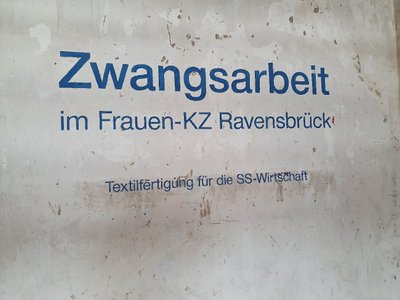 Zwangsarbeit
im Frauen-KZ Ravensbrück
Textilfertigung für die SS-Wirtschaft